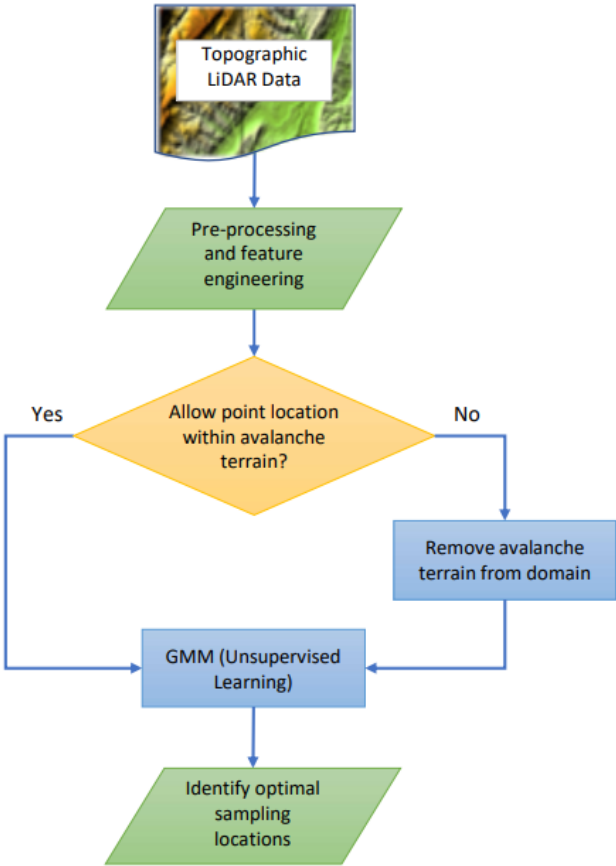 Topographic
LiDAR Data
Pre-processing
and feature
engineering
Yes
Allow point location
within avalanche
terrain?
No
Remove avalanche
terrain from domain
GMM (Unsupervised
Learning)
Identify optimal
sampling
locations